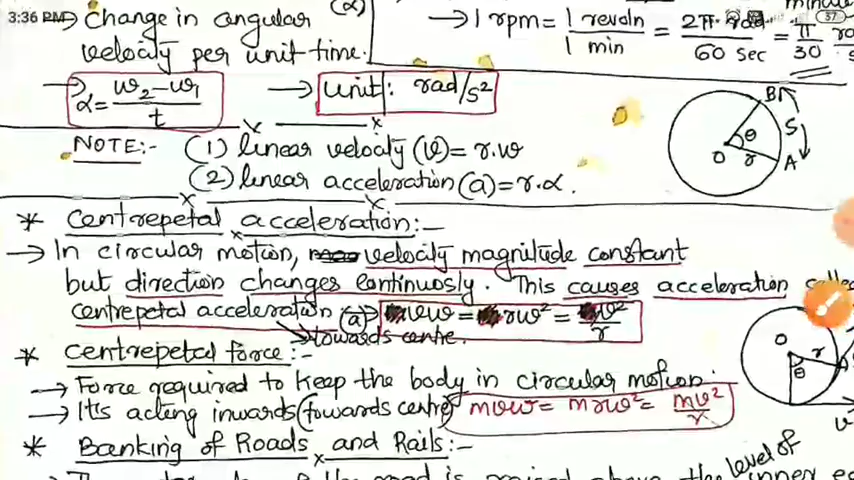 3:36 PM
37
→ change in angular (α)
velocity per unit time.
→ 1 rpm = 1 revoln / 1 min = 2π rad / 60 sec = π / 30
→ α = ω2 - ω1 / t → unit: rad/s²
NOTE:- (1) linear velocity (v) = r.ω
(2) linear acceleration (a) = r.α.
B
S
θ
O r A
* centrepetal acceleration:-
→ In circular motion, velocity magnitude constant
but direction changes continuosly. This causes acceleration
centrepetal acceleration (a) → vω = rω² = v²/r
→ towards centre.
* centrepetal force:-
→ Force required to keep the body in circular motion.
→ It's acting inwards (towards centre) mvω = mrω² = mv²/r
O
r A
θ
v
* Banking of Roads and Rails:-
level of